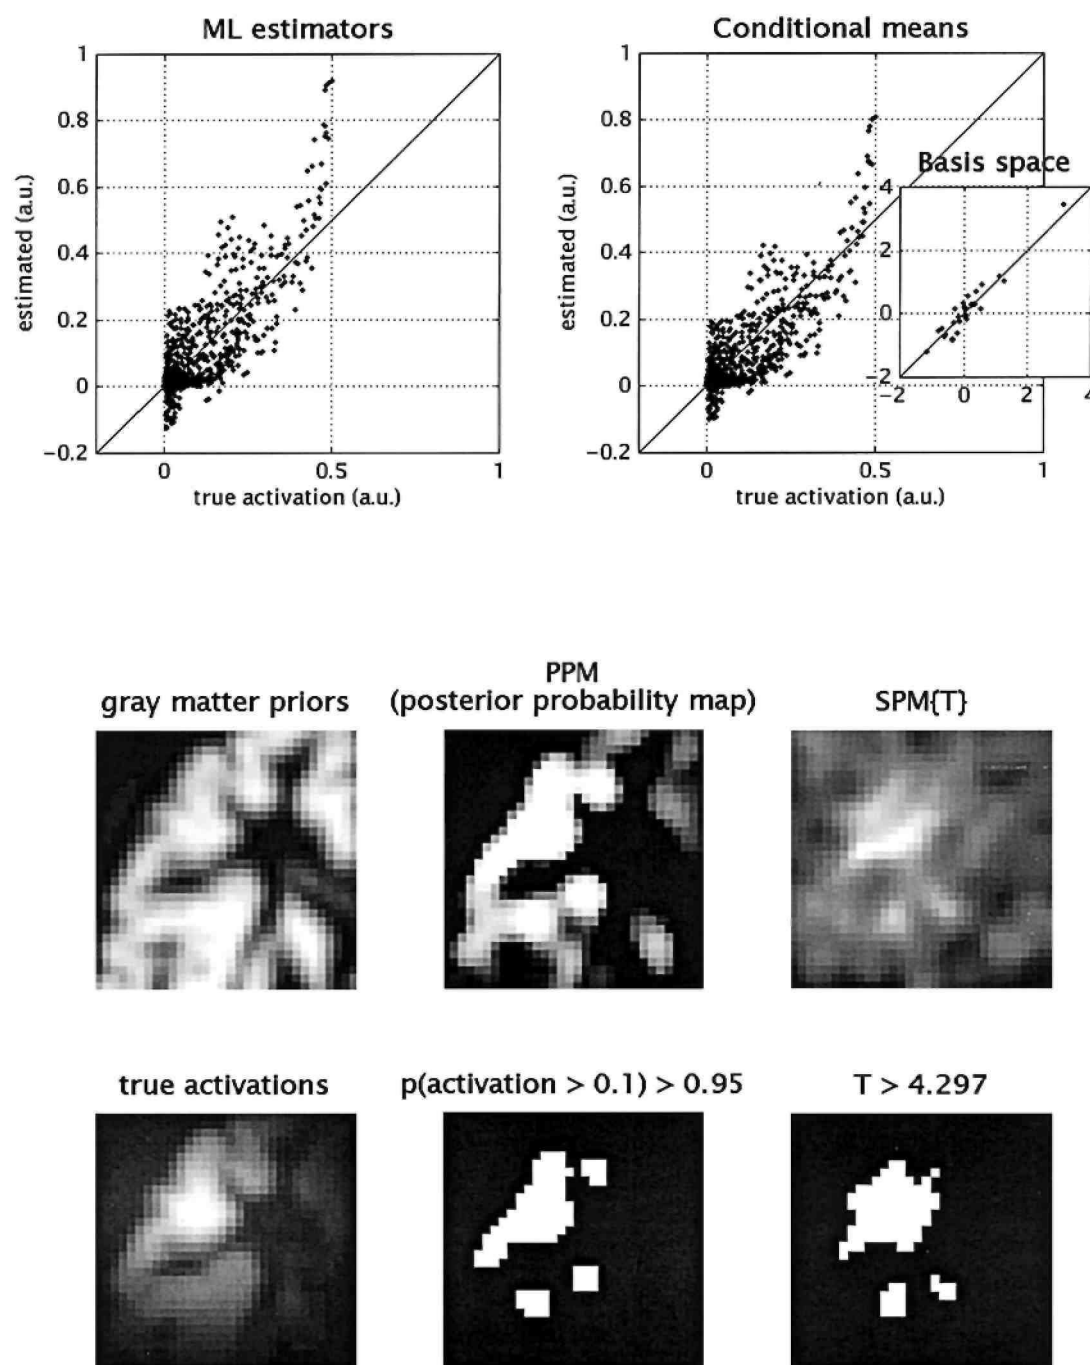 ML estimators
1
0.8
0.6
0.4
0.2
0
−0.2
estimated (a.u.)
0
0.5
1
true activation (a.u.)
Conditional means
1
0.8
0.6
0.4
0.2
0
−0.2
estimated (a.u.)
0
0.5
1
true activation (a.u.)
Basis space
4
2
0
−2
−2
0
2
4
gray matter priors
PPM
(posterior probability map)
SPM{T}
true activations
p(activation > 0.1) > 0.95
T > 4.297